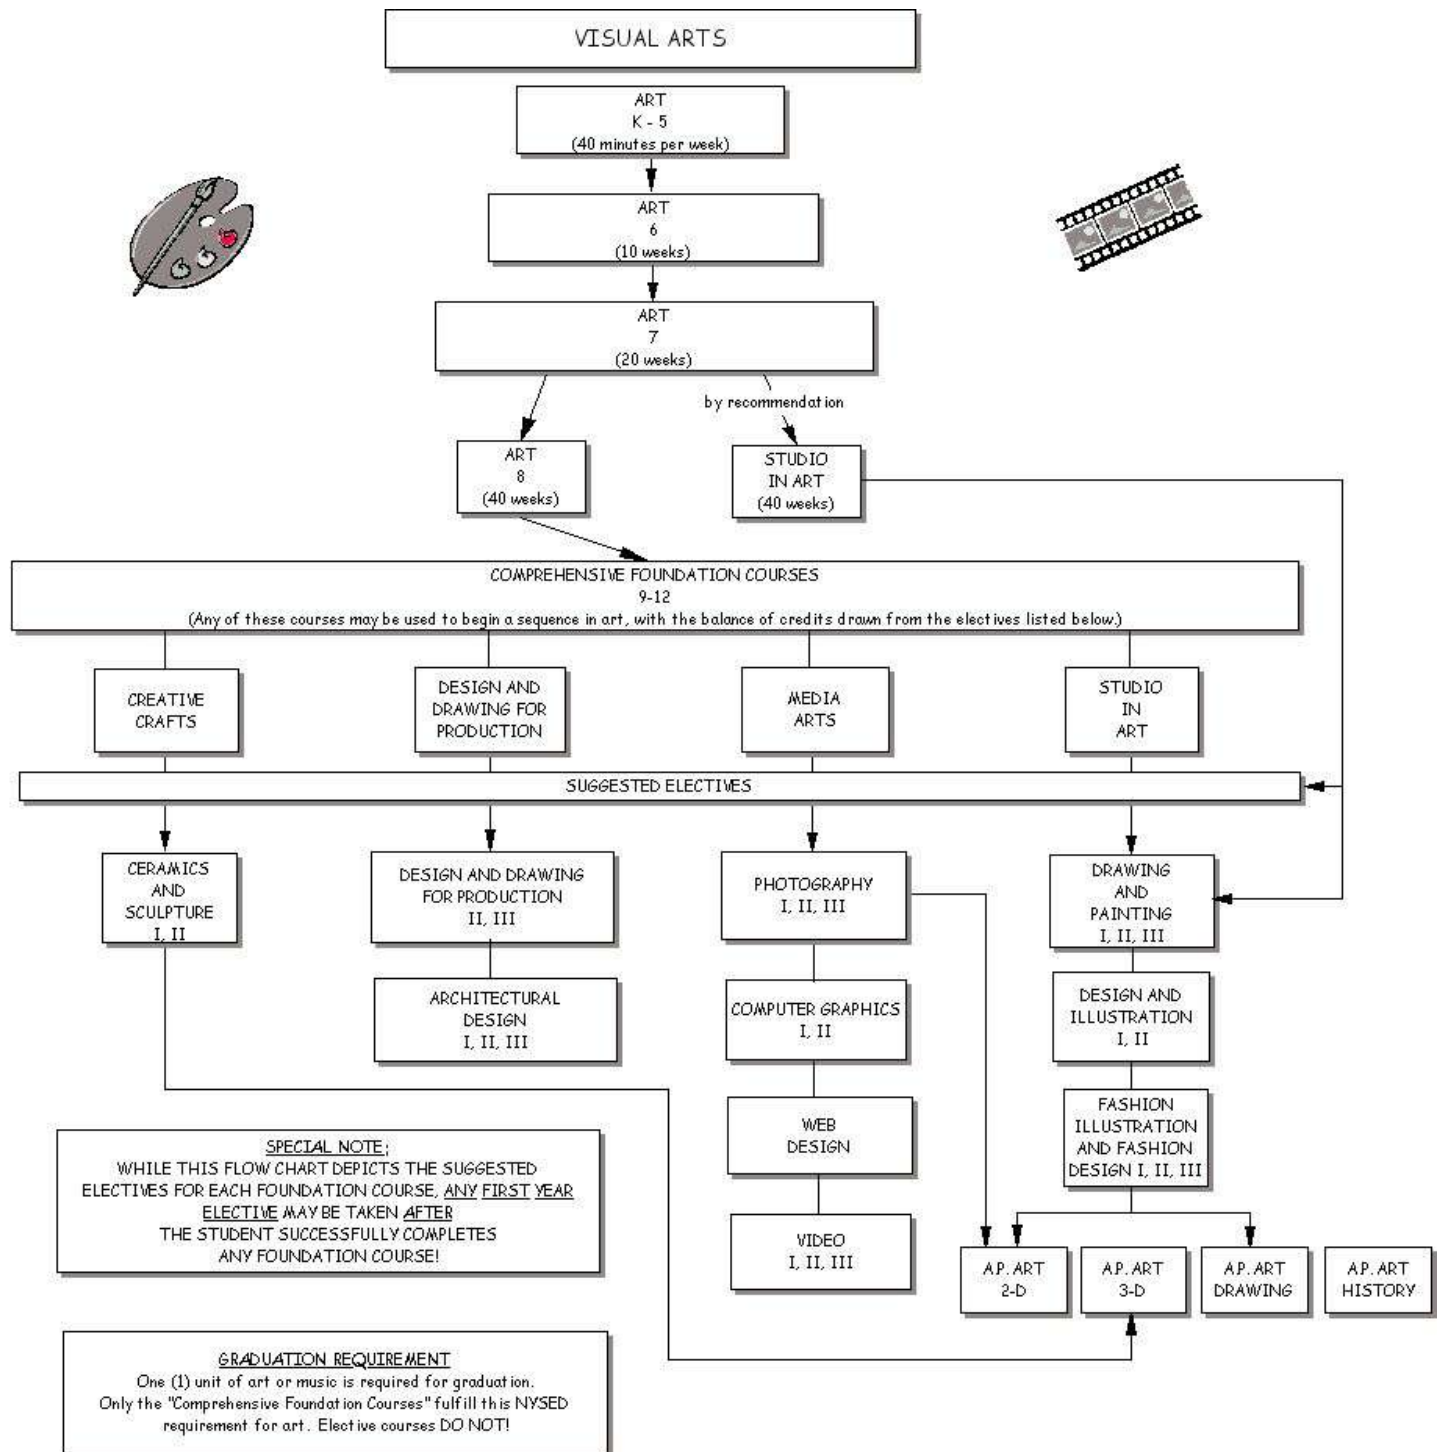 VISUAL ARTS
ART
K - 5
(40 minutes per week)
ART
6
(10 weeks)
ART
7
(20 weeks)
by recommendation
ART
8
(40 weeks)
STUDIO
IN ART
(40 weeks)
COMPREHENSIVE FOUNDATION COURSES
9-12
(Any of these courses may be used to begin a sequence in art, with the balance of credits drawn from the electives listed below.)
CREATIVE
CRAFTS
DESIGN AND
DRAWING FOR
PRODUCTION
MEDIA
ARTS
STUDIO
IN
ART
SUGGESTED ELECTIVES
CERAMICS
AND
SCULPTURE
I, II
DESIGN AND DRAWING
FOR PRODUCTION
II, III
PHOTOGRAPHY
I, II, III
DRAWING
AND
PAINTING
I, II, III
ARCHITECTURAL
DESIGN
I, II, III
COMPUTER GRAPHICS
I, II
DESIGN AND
ILLUSTRATION
I, II
WEB
DESIGN
FASHION
ILLUSTRATION
AND FASHION
DESIGN I, II, III
SPECIAL NOTE:
WHILE THIS FLOW CHART DEPICTS THE SUGGESTED
ELECTIVES FOR EACH FOUNDATION COURSE, ANY FIRST YEAR
ELECTIVE MAY BE TAKEN AFTER
THE STUDENT SUCCESSFULLY COMPLETES
ANY FOUNDATION COURSE!
VIDEO
I, II, III
A.P. ART
2-D
A.P. ART
3-D
A.P. ART
DRAWING
A.P. ART
HISTORY
GRADUATION REQUIREMENT
One (1) unit of art or music is required for graduation.
Only the "Comprehensive Foundation Courses" fulfill this NYSED
requirement for art. Elective courses DO NOT!